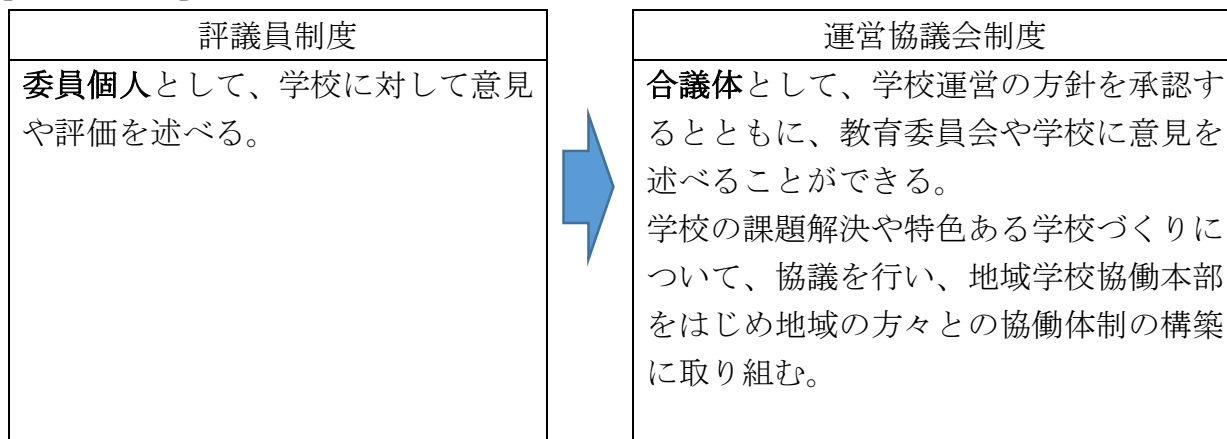 評議員制度
委員個人として、学校に対して意見
や評価を述べる。
運営協議会制度
合議体として、学校運営の方針を承認す
るとともに、教育委員会や学校に意見を
述べることができる。
学校の課題解決や特色ある学校づくりに
ついて、協議を行い、地域学校協働本部
をはじめ地域の方々との協働体制の構築
に取り組む。